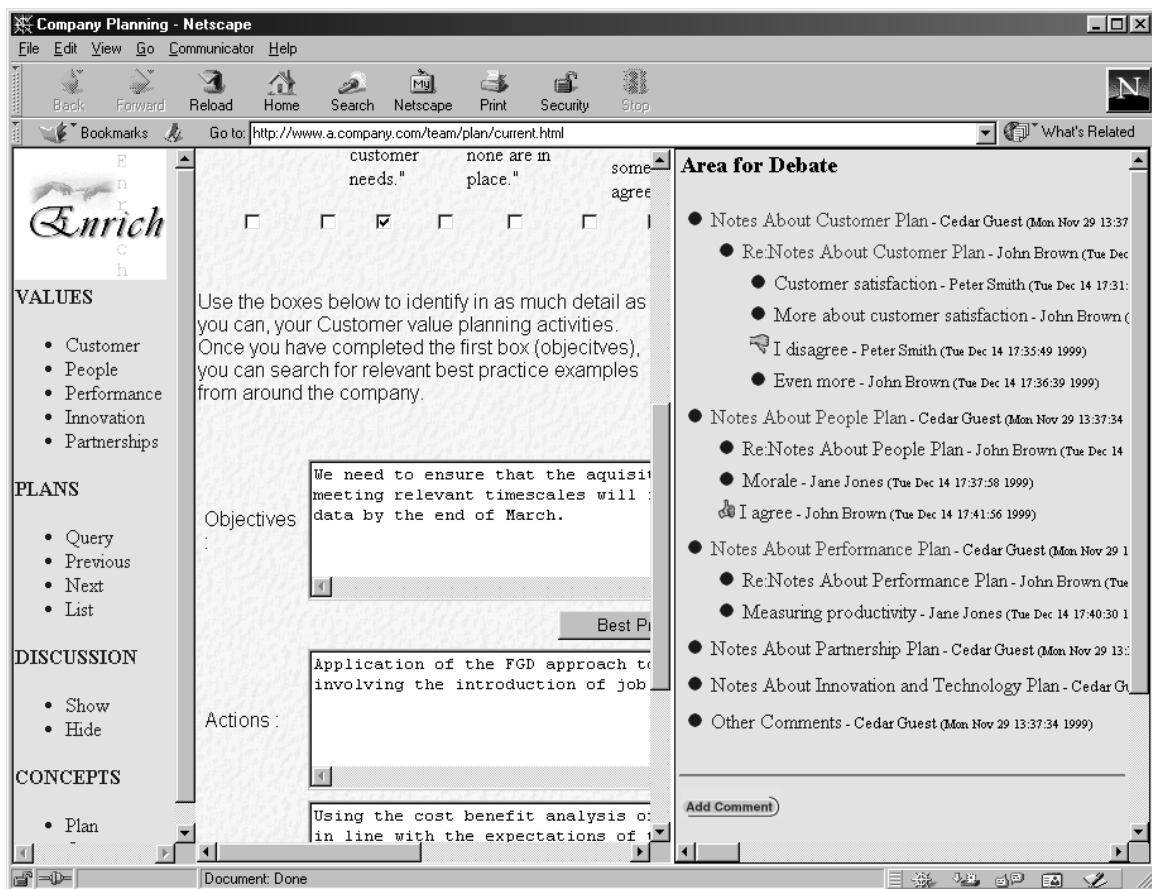 Company Planning - Netscape
File Edit View Go Communicator Help
Back Forward Reload Home Search Netscape Print Security Stop
My
N
Bookmarks Go to: http://www.a.company.com/team/plan/current.html What's Related
Enrich
Enrich
VALUES
• Customer
• People
• Performance
• Innovation
• Partnerships
PLANS
• Query
• Previous
• Next
• List
DISCUSSION
• Show
• Hide
CONCEPTS
• Plan
customer none are in
needs." place." some
agree
Use the boxes below to identify in as much detail as
you can, your Customer value planning activities.
Once you have completed the first box (objecitves),
you can search for relevant best practice examples
from around the company.
Objectives
:
We need to ensure that the aquisit
meeting relevant timescales will
data by the end of March.
Best P
Actions :
Application of the FGD approach to
involving the introduction of job
Using the cost benefit analysis o
in line with the expectations of
Area for Debate
Notes About Customer Plan - Cedar Guest (Mon Nov 29 13:37
Re:Notes About Customer Plan - John Brown (Tue Dec
Customer satisfaction - Peter Smith (Tue Dec 14 17:31:
More about customer satisfaction - John Brown (
I disagree - Peter Smith (Tue Dec 14 17:35:49 1999)
Even more - John Brown (Tue Dec 14 17:36:39 1999)
Notes About People Plan - Cedar Guest (Mon Nov 29 13:37:34
Re:Notes About People Plan - John Brown (Tue Dec 14
Morale - Jane Jones (Tue Dec 14 17:37:58 1999)
I agree - John Brown (Tue Dec 14 17:41:56 1999)
Notes About Performance Plan - Cedar Guest (Mon Nov 29 1
Re:Notes About Performance Plan - John Brown (Tue
Measuring productivity - Jane Jones (Tue Dec 14 17:40:30 1
Notes About Partnership Plan - Cedar Guest (Mon Nov 29 13:
Notes About Innovation and Technology Plan - Cedar Gu
Other Comments - Cedar Guest (Mon Nov 29 13:37:34 1999)
Add Comment
Document: Done